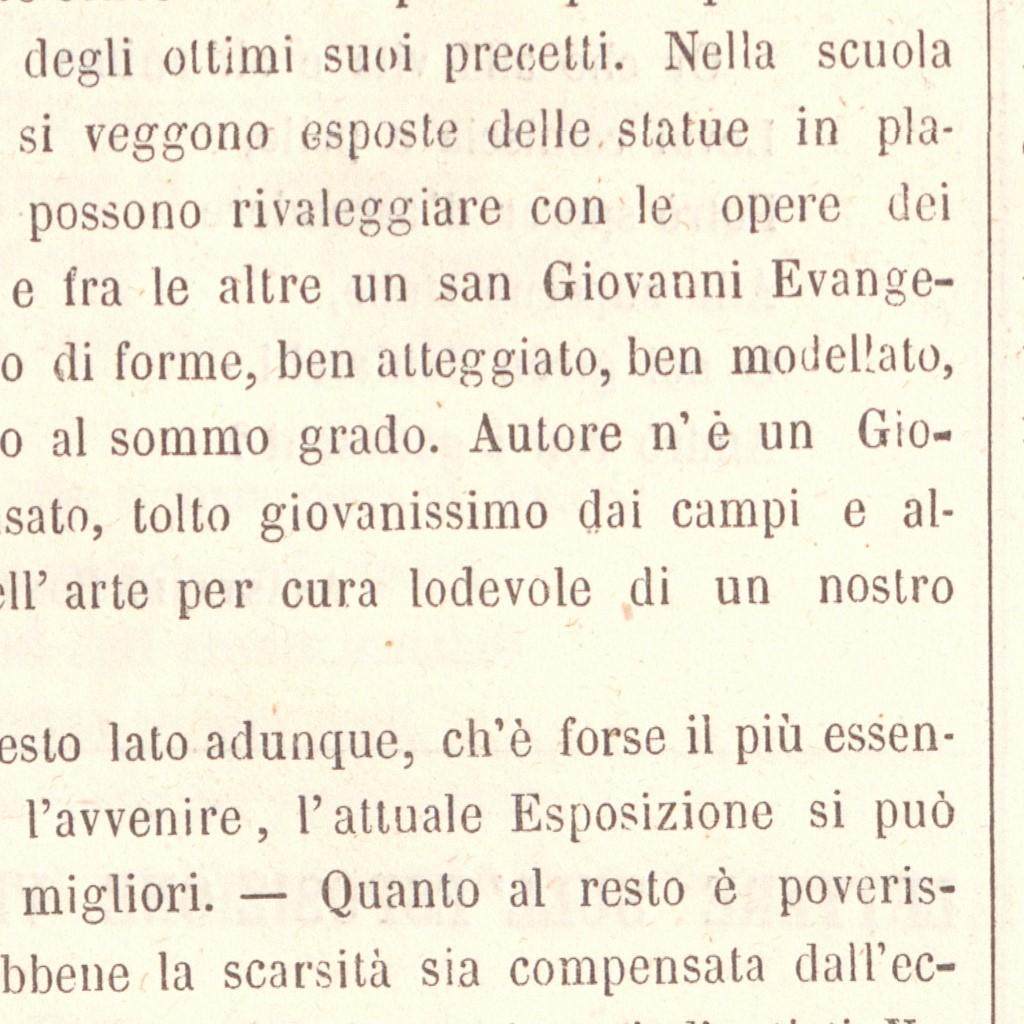 degli ottimi suoi precetti. Nella scuola
si veggono esposte delle statue in pla-
possono rivaleggiare con le opere dei
e fra le altre un san Giovanni Evange-
o di forme, ben atteggiato, ben modellato,
o al sommo grado. Autore n' è un Gio-
sato, tolto giovanissimo dai campi e al-
ell' arte per cura lodevole di un nostro
esto lato adunque, ch'è forse il più essen-
l'avvenire, l'attuale Esposizione si può
migliori. — Quanto al resto è poveris-
bbene la scarsità sia compensata dall'ec-